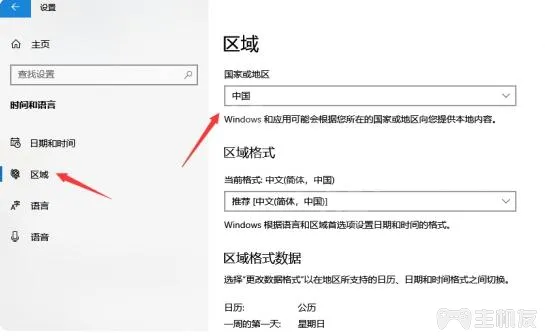 设置
主页
查找设置
时间和语言
日期和时间
区域
语言
语音
区域
国家或地区
中国
Windows 和应用可能会根据您所在的国家或地区向您提供本地内容。
区域格式
当前格式: 中文(简体，中国)
推荐 [中文(简体，中国)]
Windows 根据语言和区域首选项设置日期和时间的格式。
区域格式数据
选择"更改数据格式"以在地区所支持的日历、日期和时间格式之间切换。
日历: 公历
一周的第一天: 星期日
主机友